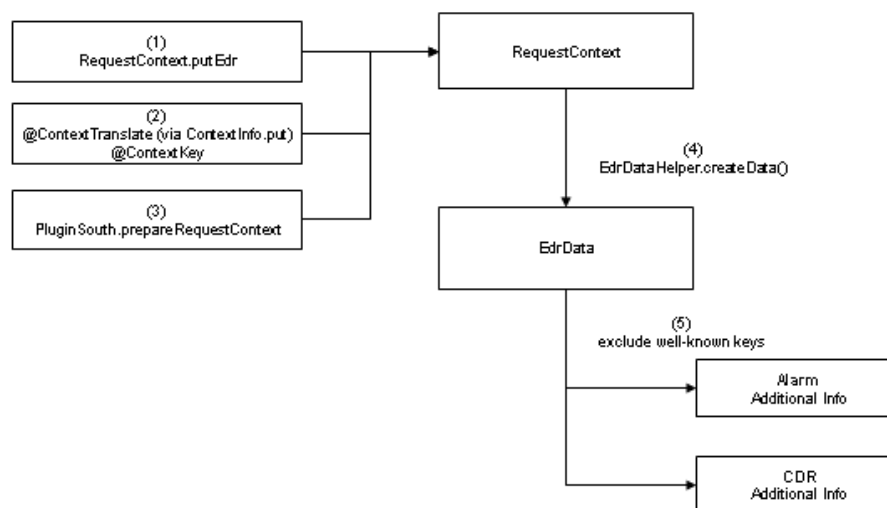 (1)
RequestContext.putEdr
RequestContext
(2)
@ContextTranslate (via ContextInfo.put)
@ContextKey
(4)
EdrDataHelper.createData()
(3)
PluginSouth.prepareRequestContext
EdrData
(5)
exclude well-known keys
Alarm
Additional Info
CDR
Additional Info